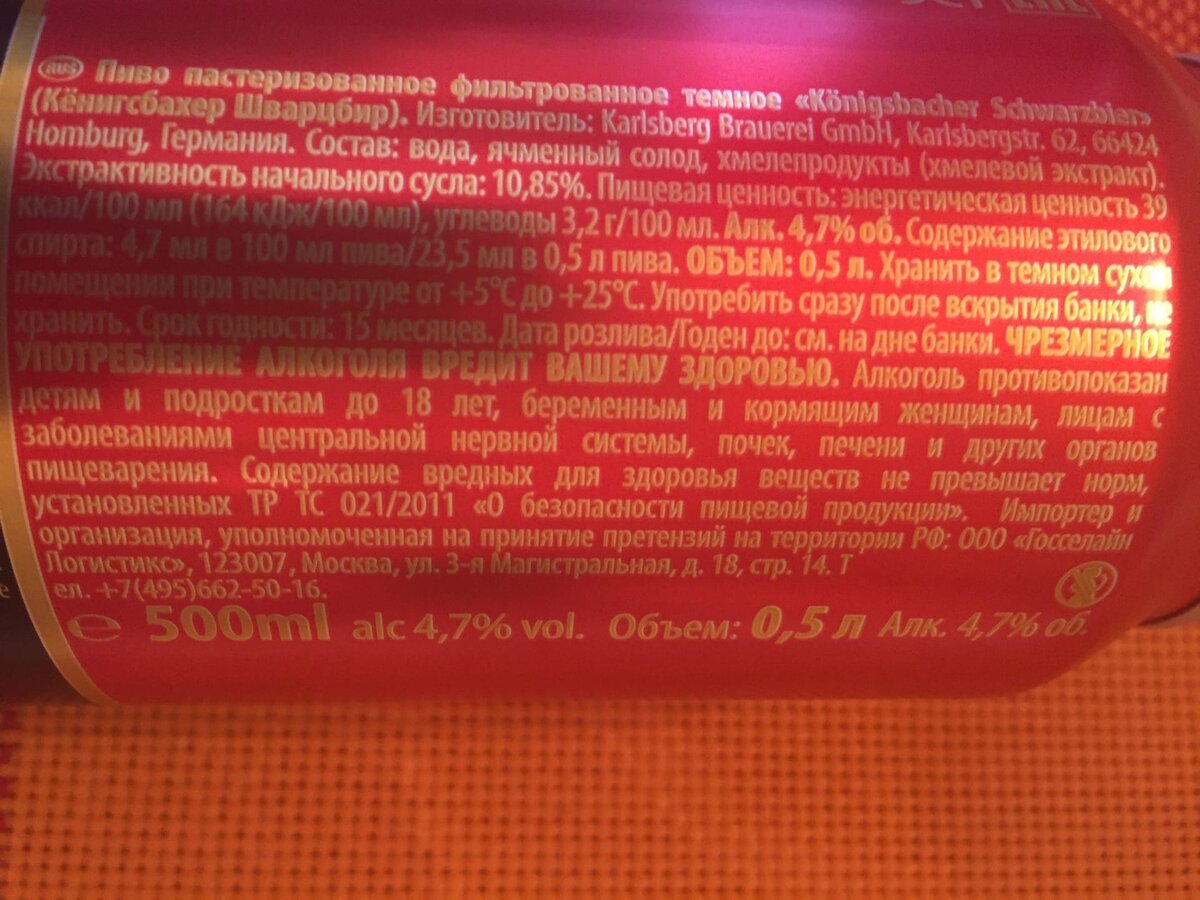 RUS Пиво пастеризованное фильтрованное темное «Königsbacher Schwarzbier»
(Кёнигсбахер Шварцбир). Изготовитель: Karlsberg Brauerei GmbH, Karlsbergstr. 62, 66424
Homburg, Германия. Состав: вода, ячменный солод, хмелепродукты (хмелевой экстракт).
Экстрактивность начального сусла: 10,85%. Пищевая ценность: энергетическая ценность 39
ккал/100 мл (164 кДж/100 мл), углеводы 3,2 г/100 мл. Алк. 4,7% об. Содержание этилового
спирта: 4,7 мл в 100 мл пива/23,5 мл в 0,5 л пива. ОБЪЕМ: 0,5 л. Хранить в темном сухом
помещении при температуре от +5°C до +25°C. Употребить сразу после вскрытия банки, не
хранить. Срок годности: 15 месяцев. Дата розлива/Годен до: см. на дне банки. ЧРЕЗМЕРНОЕ
УПОТРЕБЛЕНИЕ АЛКОГОЛЯ ВРЕДИТ ВАШЕМУ ЗДОРОВЬЮ. Алкоголь противопоказан
детям и подросткам до 18 лет, беременным и кормящим женщинам, лицам с
заболеваниями центральной нервной системы, почек, печени и других органов
пищеварения. Содержание вредных для здоровья веществ не превышает норм,
установленных ТР ТС 021/2011 «О безопасности пищевой продукции». Импортер и
организация, уполномоченная на принятие претензий на территории РФ: ООО «Госселайн
Логистикс», 123007, Москва, ул. 3-я Магистральная, д. 18, стр. 14. Т
ел. +7(495)662-50-16.
e 500ml alc 4,7% vol. Объем: 0,5 л Алк. 4,7% об.